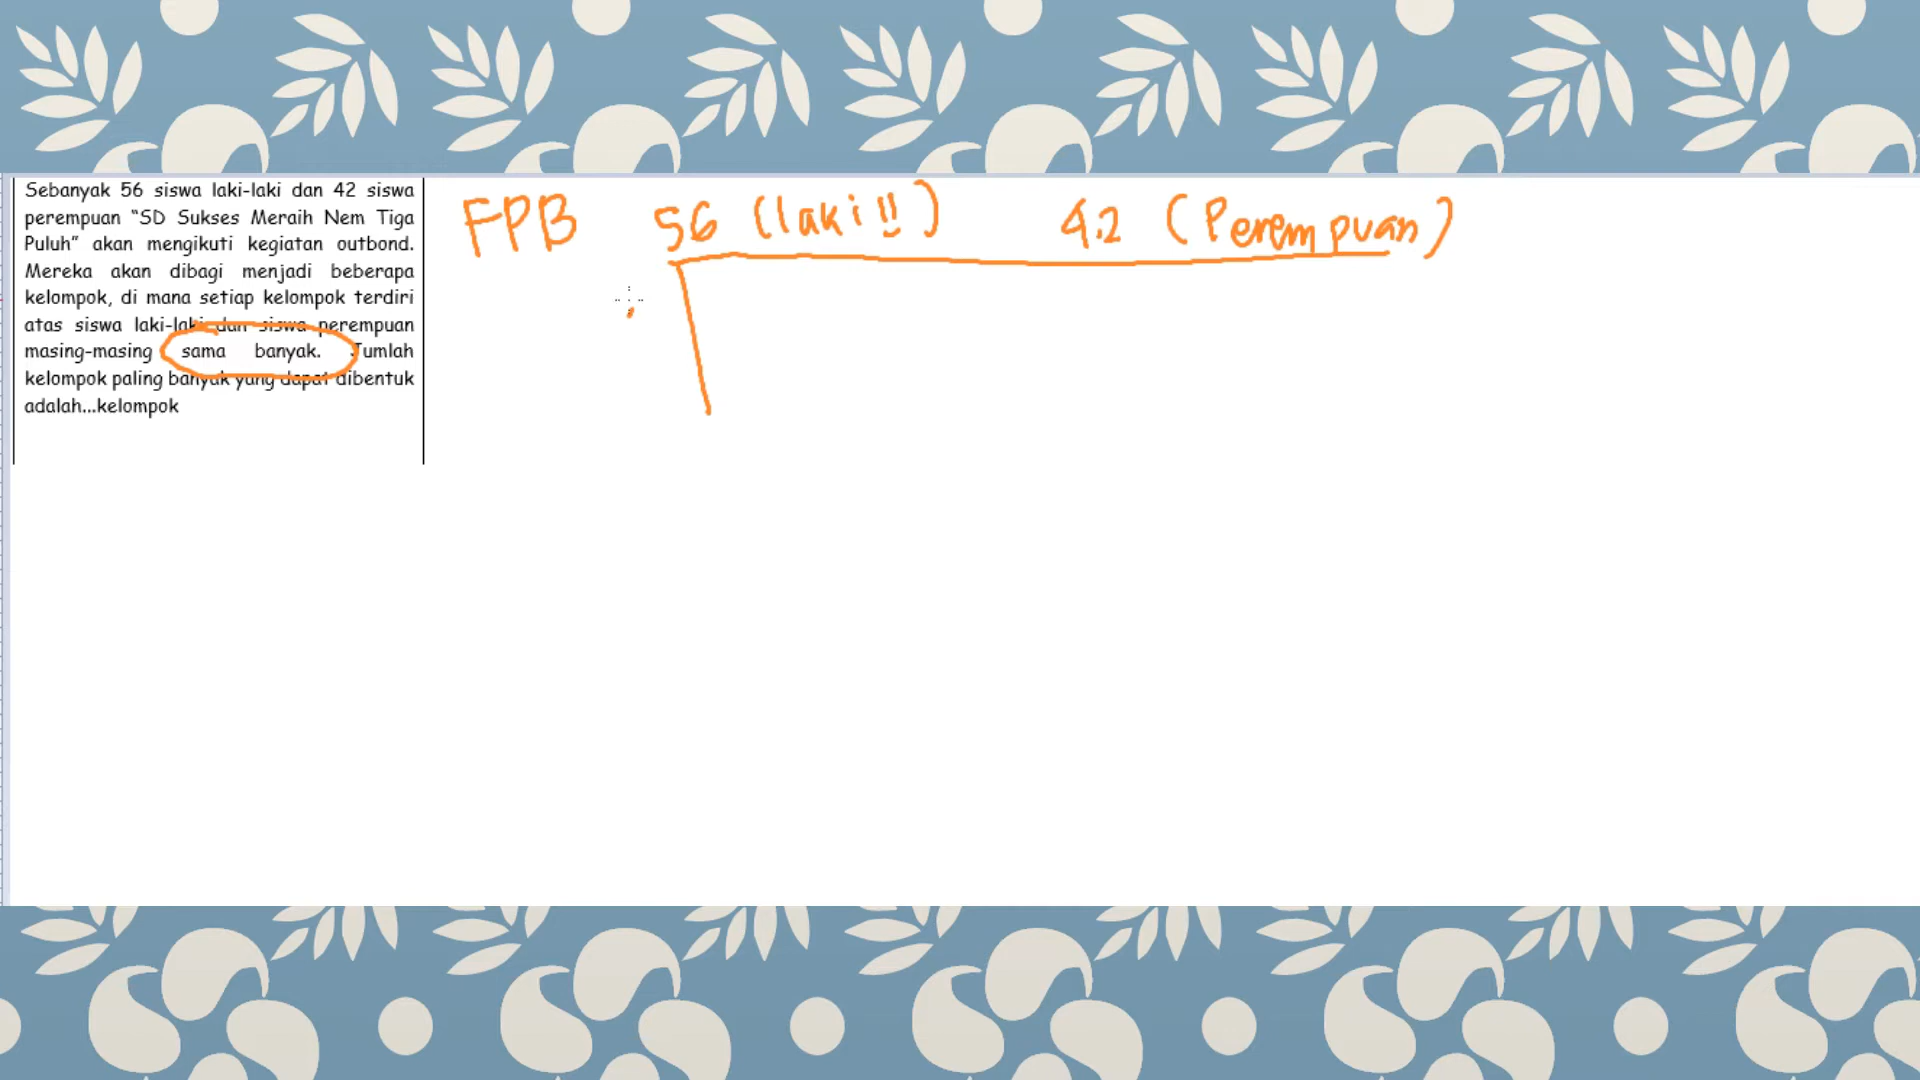 Sebanyak 56 siswa laki-laki dan 42 siswa
perempuan “SD Sukses Meraih Nem Tiga
Puluh” akan mengikuti kegiatan outbond.
Mereka akan dibagi menjadi beberapa
kelompok, di mana setiap kelompok terdiri
atas siswa laki-laki dan siswa perempuan
masing-masing sama banyak. Jumlah
kelompok paling banyak yang dapat dibentuk
adalah...kelompok
FPB 56 (laki!!) 42 (Perempuan)